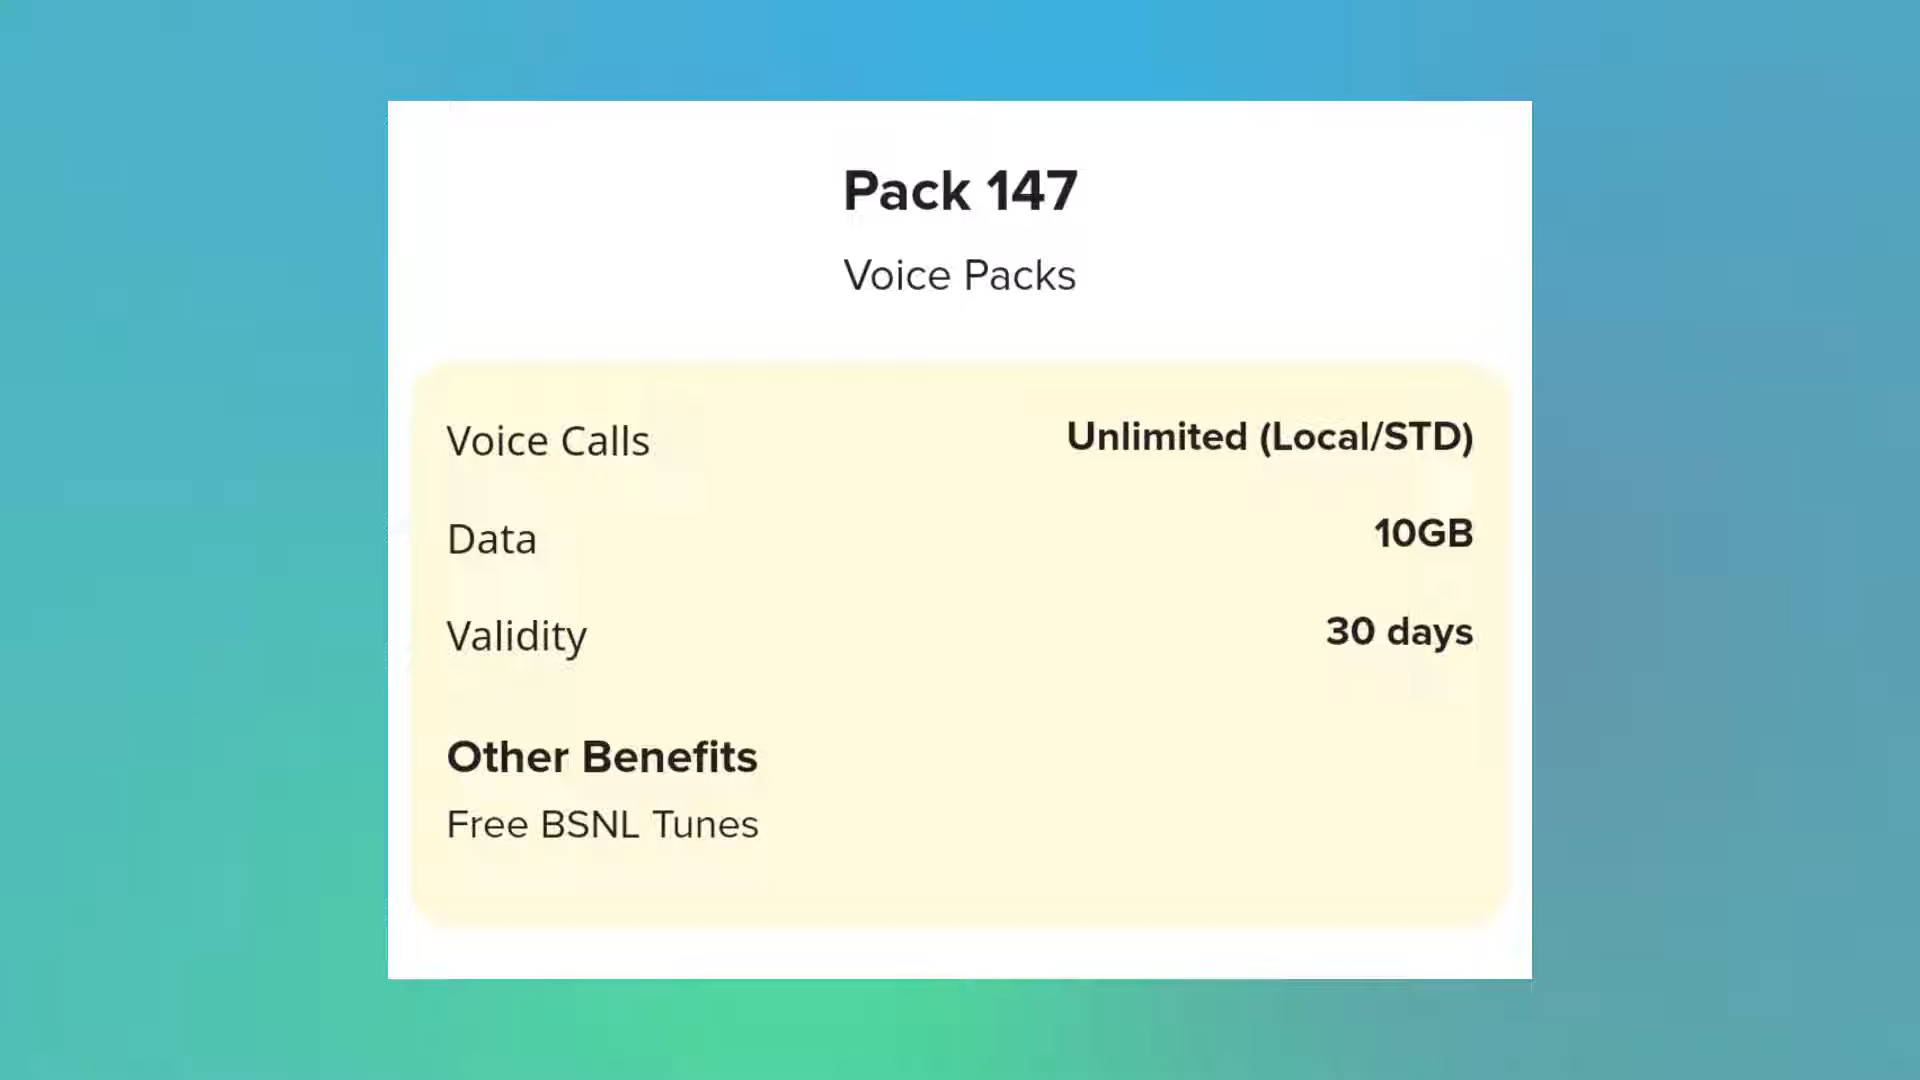 Pack 147
Voice Packs
Voice Calls Unlimited (Local/STD)
Data 10GB
Validity 30 days
Other Benefits
Free BSNL Tunes